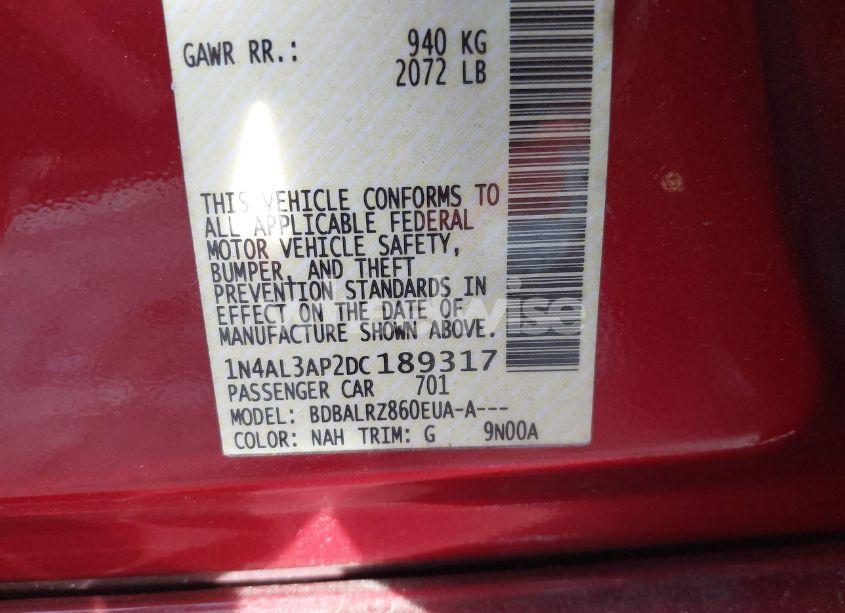 GAWR RR.: 940 KG
2072 LB
THIS VEHICLE CONFORMS TO
ALL APPLICABLE FEDERAL
MOTOR VEHICLE SAFETY,
BUMPER, AND THEFT
PREVENTION STANDARDS IN
EFFECT ON THE DATE OF
MANUFACTURE SHOWN ABOVE.
1N4AL3AP2DC189317
PASSENGER CAR 701
MODEL: BDBALRZ860EUA-A---
COLOR: NAH TRIM: G 9N00A